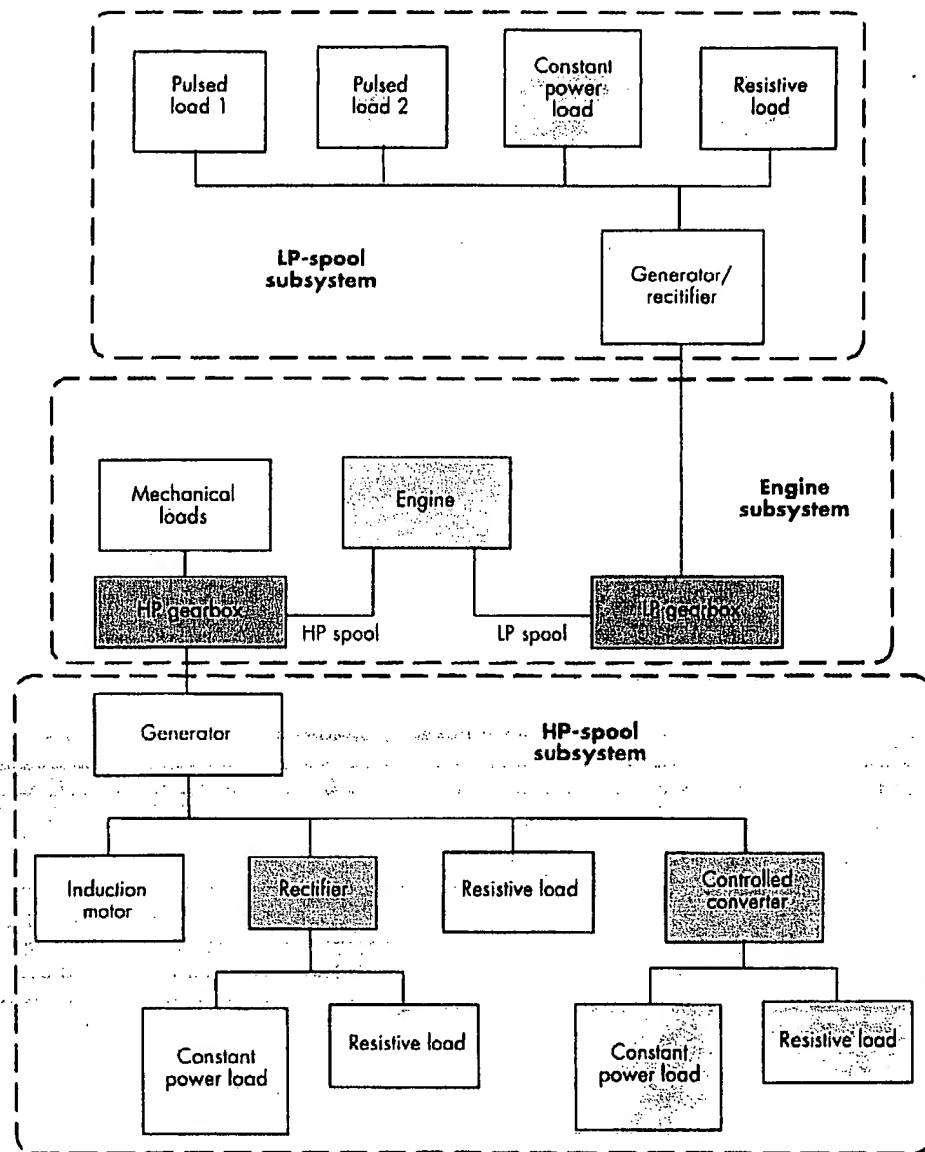 Pulsed
load 1
Pulsed
load 2
Constant
power
load
Resistive
load
LP-spool
subsystem
Generator/
recitifier
Mechanical
loads
Engine
Engine
subsystem
HP gearbox
HP spool
LP spool
LP gearbox
Generator
HP-spool
subsystem
Induction
motor
Rectifier
Resistive load
Controlled
converter
Constant
power load
Resistive load
Constant
power load
Resistive load